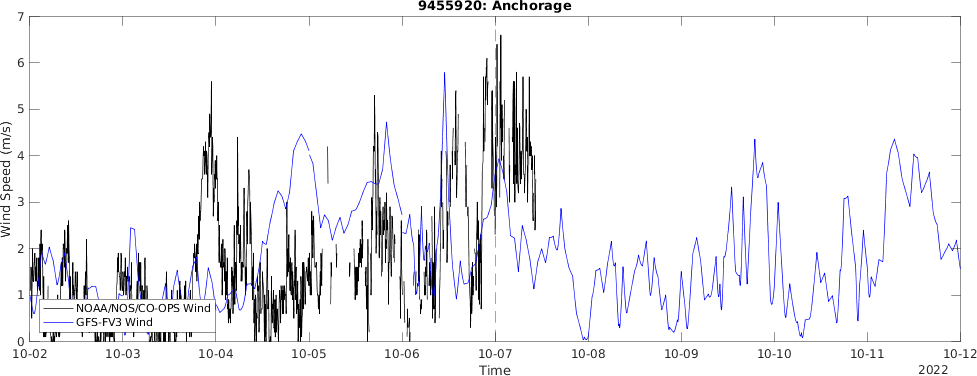 9455920: Anchorage
Wind Speed (m/s)
7
6
5
4
3
2
1
0
NOAA/NOS/CO-OPS Wind
GFS-FV3 Wind
10-02 10-03 10-04 10-05 10-06 10-07 10-08 10-09 10-10 10-11 10-12
Time
2022